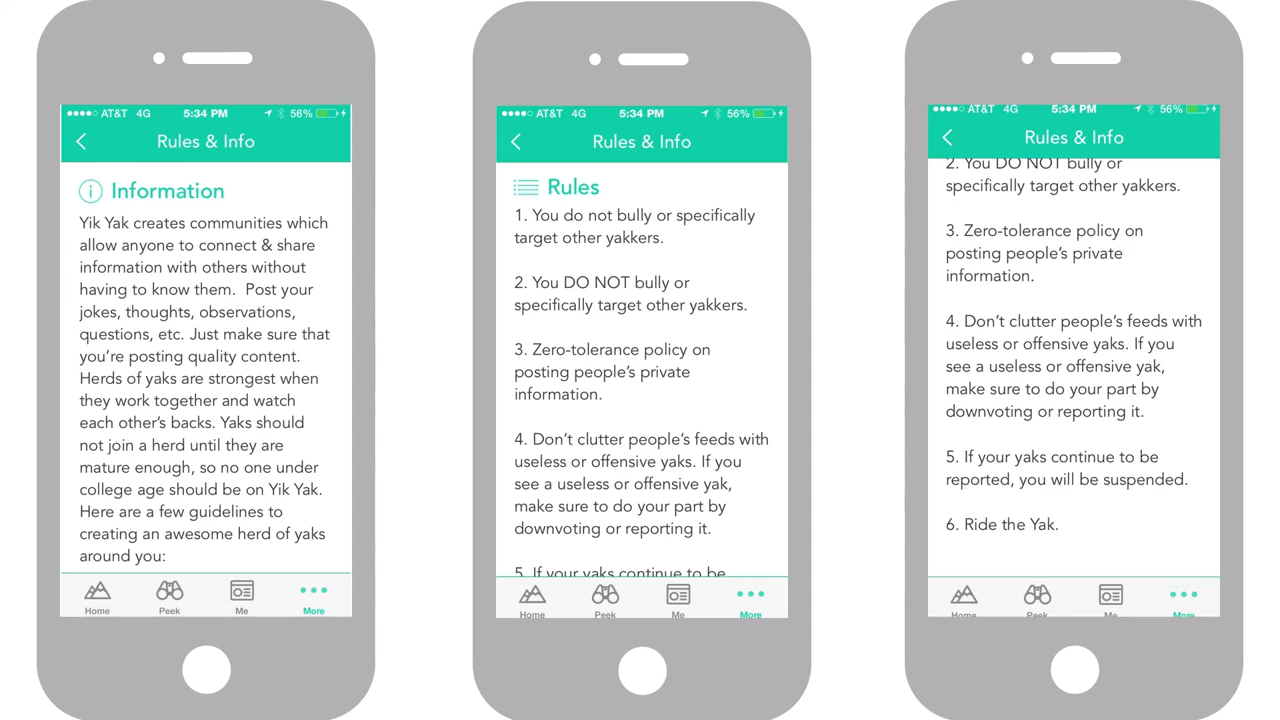 AT&T 4G 5:34 PM 56%
Rules & Info
Information
Yik Yak creates communities which
allow anyone to connect & share
information with others without
having to know them. Post your
jokes, thoughts, observations,
questions, etc. Just make sure that
you're posting quality content.
Herds of yaks are strongest when
they work together and watch
each other's backs. Yaks should
not join a herd until they are
mature enough, so no one under
college age should be on Yik Yak.
Here are a few guidelines to
creating an awesome herd of yaks
around you:
Home Peek Me More
AT&T 4G 5:34 PM 56%
Rules & Info
Rules
1. You do not bully or specifically
target other yakkers.
2. You DO NOT bully or
specifically target other yakkers.
3. Zero-tolerance policy on
posting people's private
information.
4. Don't clutter people's feeds with
useless or offensive yaks. If you
see a useless or offensive yak,
make sure to do your part by
downvoting or reporting it.
5. If your yaks continue to be
Home Peek Me More
AT&T 4G 5:34 PM 56%
Rules & Info
2. You DO NOT bully or
specifically target other yakkers.
3. Zero-tolerance policy on
posting people's private
information.
4. Don't clutter people's feeds with
useless or offensive yaks. If you
see a useless or offensive yak,
make sure to do your part by
downvoting or reporting it.
5. If your yaks continue to be
reported, you will be suspended.
6. Ride the Yak.
Home Peek Me More